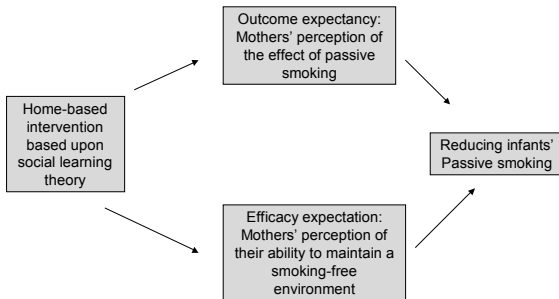 Outcome expectancy:
Mothers' perception of
the effect of passive
smoking
Home-based
intervention
based upon
social learning
theory
Reducing infants'
Passive smoking
Efficacy expectation:
Mothers' perception of
their ability to maintain a
smoking-free
environment